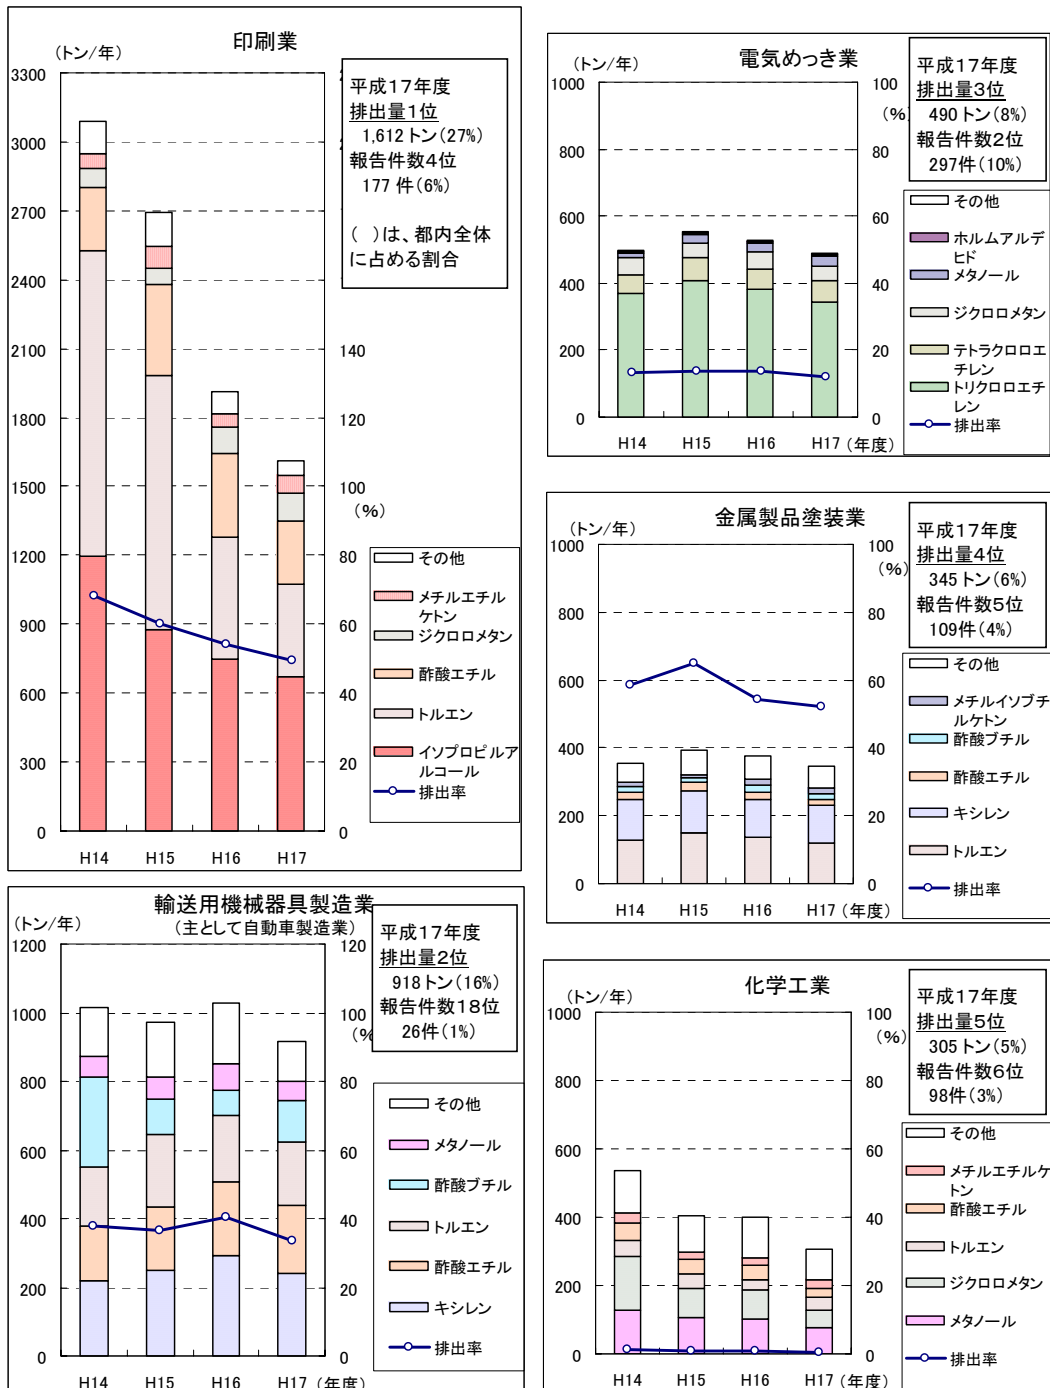 印刷業
(トン/年)
3300
3000
2700
2400
2100
1800
1500
1200
900
600
300
0
140
120
100
(%)
80
60
40
20
0
H14
H15
H16
H17
平成17年度
排出量1位
1,612トン(27%)
報告件数4位
177 件(6%)
( )は、都内全体
に占める割合
その他
メチルエチル
ケトン
ジクロロメタン
酢酸エチル
トルエン
イソプロピルア
ルコール
排出率
電気めっき業
(トン/年)
1000
800
600
400
200
0
100
(%)
80
60
40
20
0
H14
H15
H16
H17 (年度)
平成17年度
排出量3位
490トン(8%)
報告件数2位
297件(10%)
その他
ホルムアルデ
ヒド
メタノール
ジクロロメタン
テトラクロロエ
チレン
トリクロロエチ
レン
排出率
金属製品塗装業
(トン/年)
1000
800
600
400
200
0
100
(%)
80
60
40
20
0
H14
H15
H16
H17 (年度)
平成17年度
排出量4位
345トン(6%)
報告件数5位
109件(4%)
その他
メチルイソブチ
ルケトン
酢酸ブチル
酢酸エチル
キシレン
トルエン
排出率
輸送用機械器具製造業
(主として自動車製造業)
(トン/年)
1200
1000
800
600
400
200
0
120
100
(%)
80
60
40
20
0
H14
H15
H16
H17 (年度)
平成17年度
排出量2位
918トン(16%)
報告件数18位
26件(1%)
その他
メタノール
酢酸ブチル
トルエン
酢酸エチル
キシレン
排出率
化学工業
(トン/年)
1000
800
600
400
200
0
100
(%)
80
60
40
20
0
H14
H15
H16
H17 (年度)
平成17年度
排出量5位
305トン(5%)
報告件数6位
98件(3%)
その他
メチルエチルケ
トン
酢酸エチル
トルエン
ジクロロメタン
メタノール
排出率